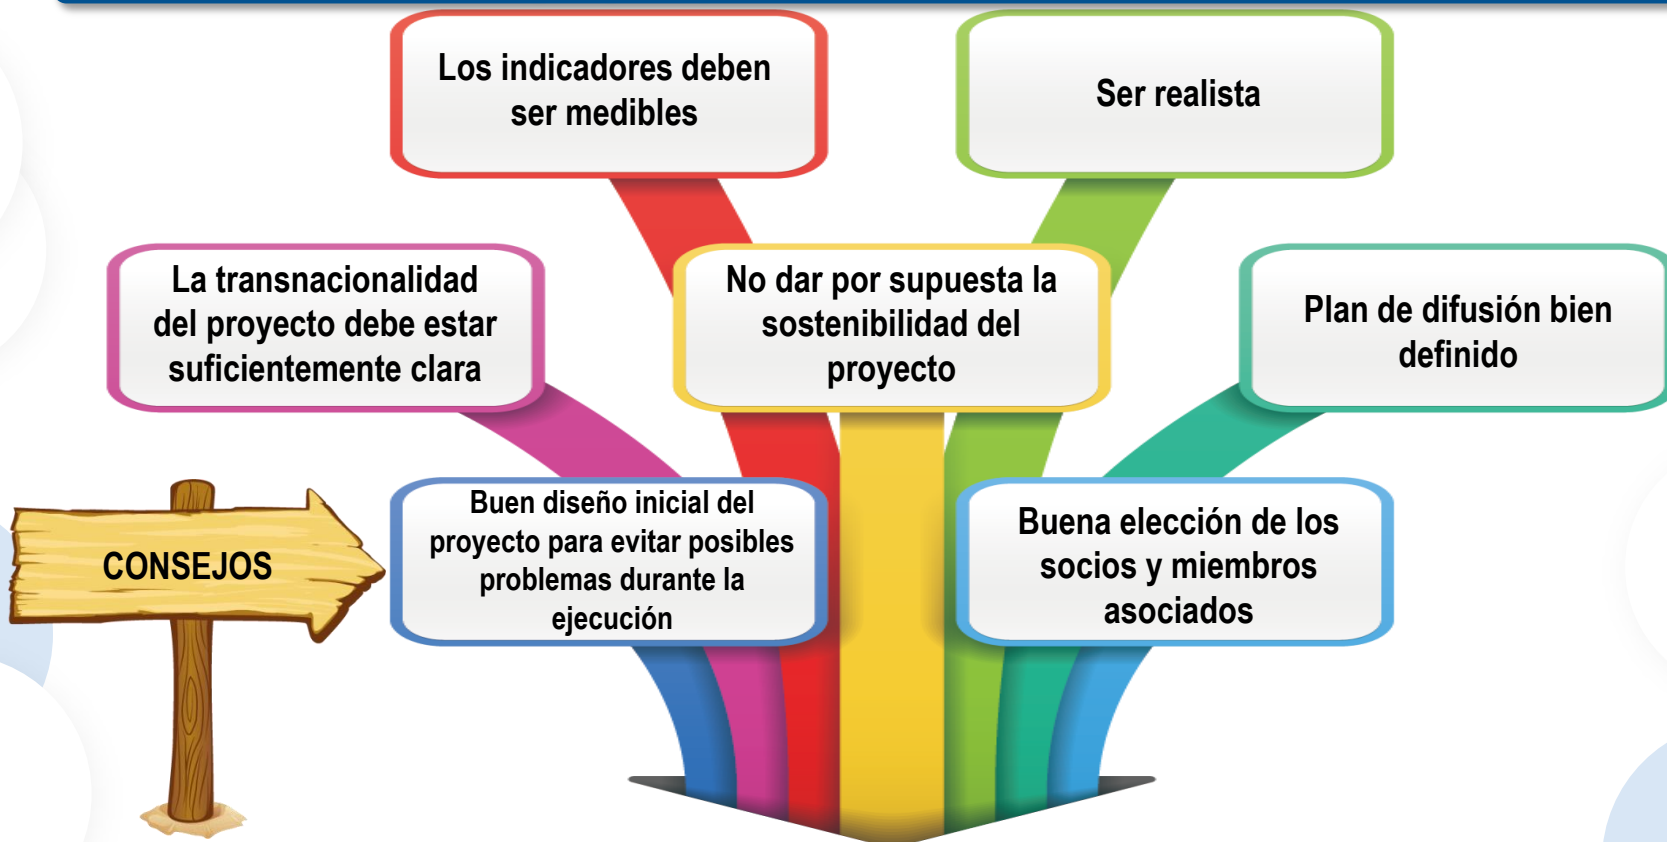 Los indicadores deben
ser medibles
Ser realista
La transnacionalidad
del proyecto debe estar
suficientemente clara
No dar por supuesta la
sostenibilidad del
proyecto
Plan de difusión bien
definido
CONSEJOS
Buen diseño inicial del
proyecto para evitar posibles
problemas durante la
ejecución
Buena elección de los
socios y miembros
asociados